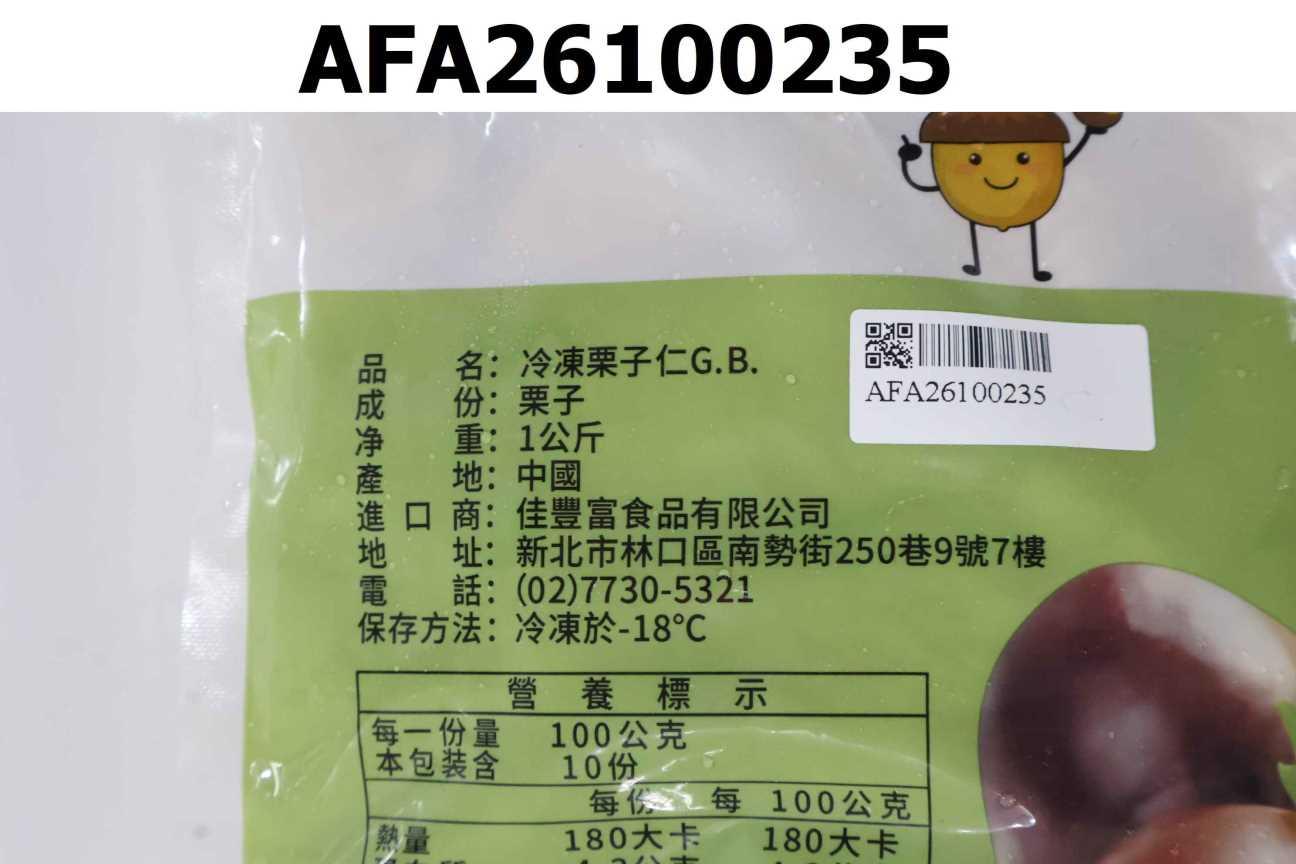 AFA26100235
AFA26100235
品名：冷凍栗子仁G.B.
成份：栗子
净重：1公斤
產地：中國
進口商：佳豐富食品有限公司
地址：新北市林口區南勢街250巷9號7樓
電話：(02)7730-5321
保存方法：冷凍於-18°C
營養標示
每一份量 100公克
本包裝含 10份
每份 每 100公克
熱量 180大卡 180大卡